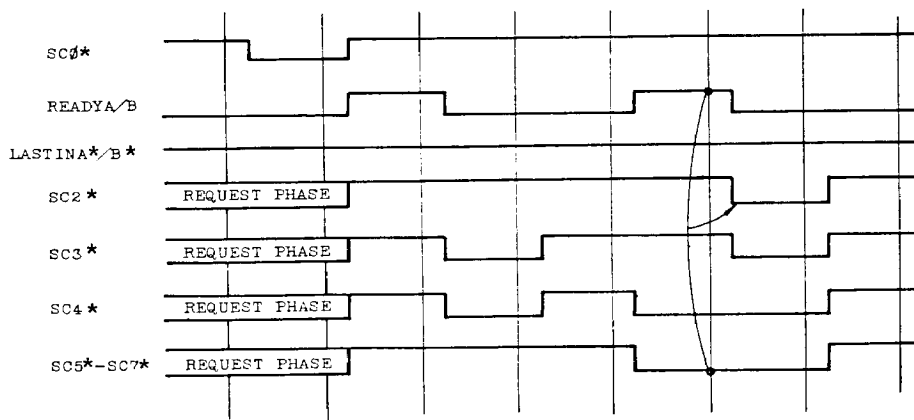 SCØ*
READYA/B
LASTINA*/B*
SC2* REQUEST PHASE
SC3* REQUEST PHASE
SC4* REQUEST PHASE
SC5*-SC7* REQUEST PHASE